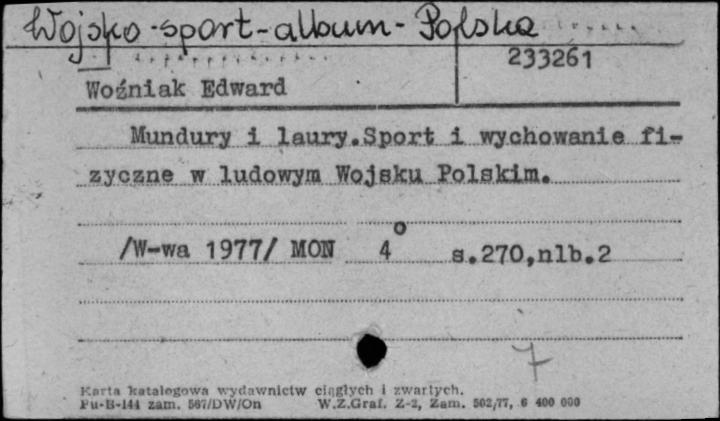 Wojsko - sport - album - Polska
233261
Woźniak Edward
Mundury i laury.Sport i wychowanie fi-
zyczne w ludowym Wojsku Polskim.
/W-wa 1977/ MON 4° s.270,nlb.2
7
Karta katalogowa wydawnictw ciągłych i zwartych.
Pu-B-144 zam. 567/DW/On W.Z.Graf. Z-2, Zam. 502/77, 6 400 000